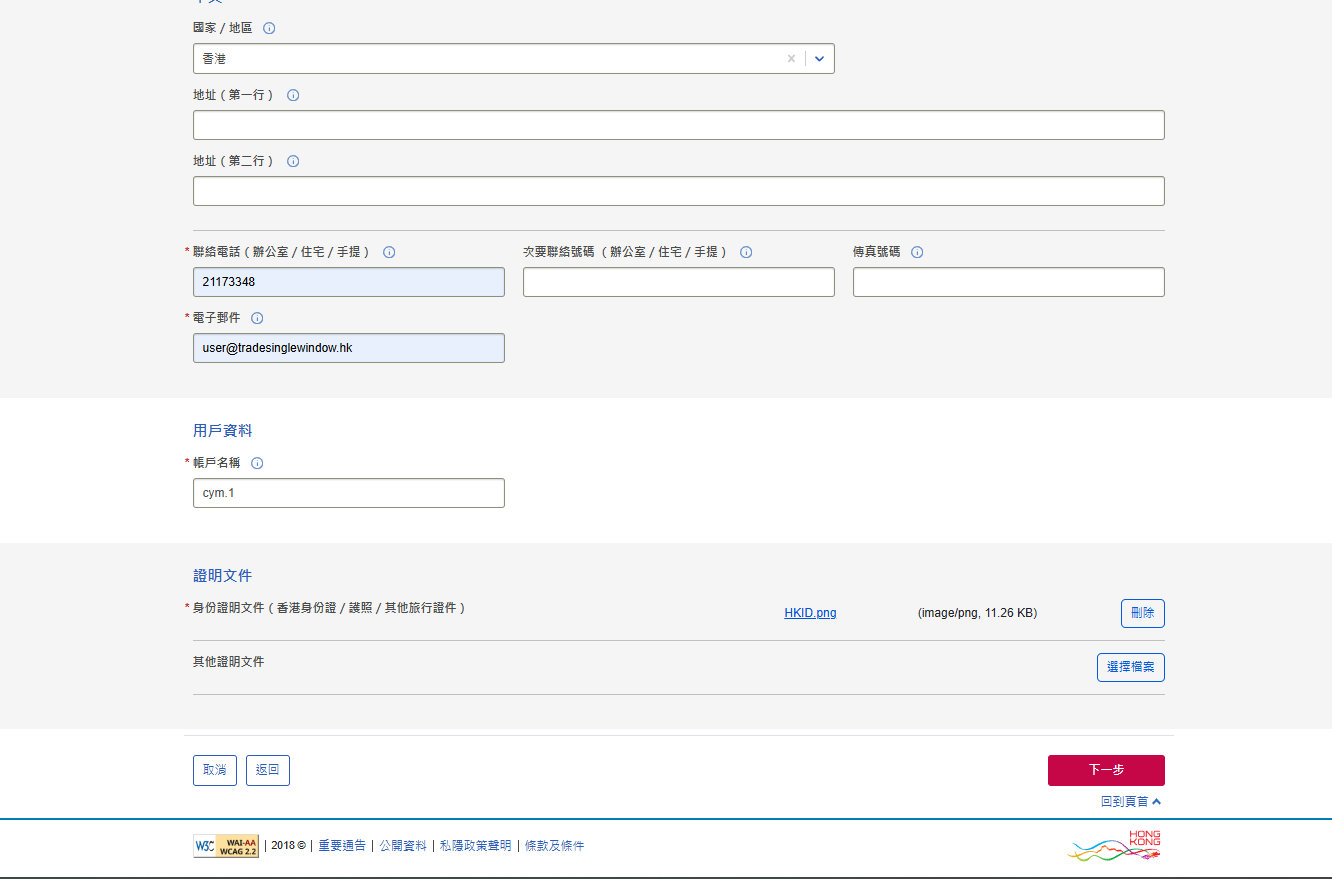 國家 / 地區
香港
地址 ( 第一行 )
地址 ( 第二行 )
* 聯絡電話 ( 辦公室 / 住宅 / 手提 ) 次要聯絡號碼 ( 辦公室 / 住宅 / 手提 ) 傳真號碼
21173348
* 電子郵件
user@tradesinglewindow.hk
用戶資料
* 帳戶名稱
cym.1
證明文件
* 身份證明文件 ( 香港身份證 / 護照 / 其他旅行證件 ) HKID.png (image/png, 11.26 KB) 刪除
其他證明文件 選擇檔案
取消 返回 下一步
回到頁首
W3C WAI-AA WCAG 2.2 | 2018 © | 重要通告 | 公開資料 | 私隱政策聲明 | 條款及條件
HONG
KONG